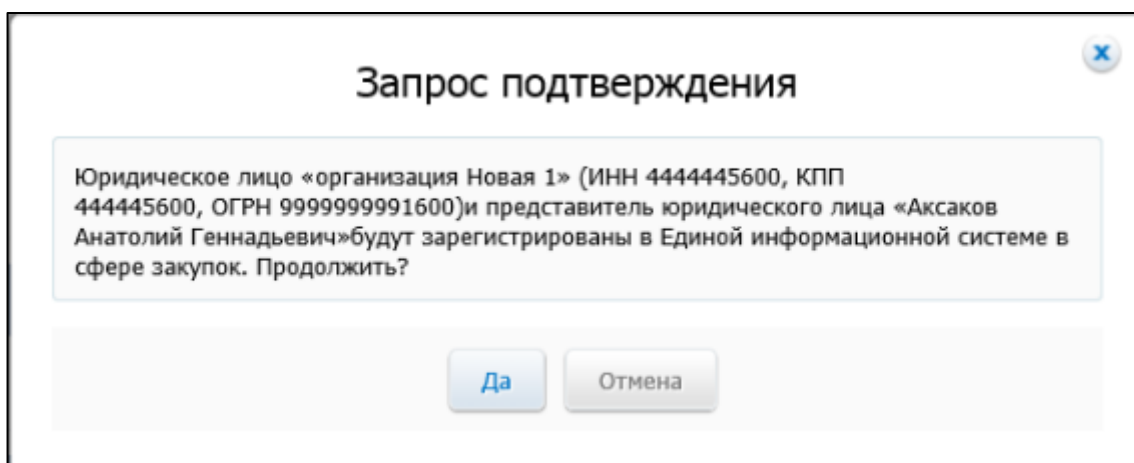 Запрос подтверждения
Юридическое лицо «организация Новая 1» (ИНН 4444445600, КПП
444445600, ОГРН 9999999991600)и представитель юридического лица «Аксаков
Анатолий Геннадьевич»будут зарегистрированы в Единой информационной системе в
сфере закупок. Продолжить?
Да Отмена